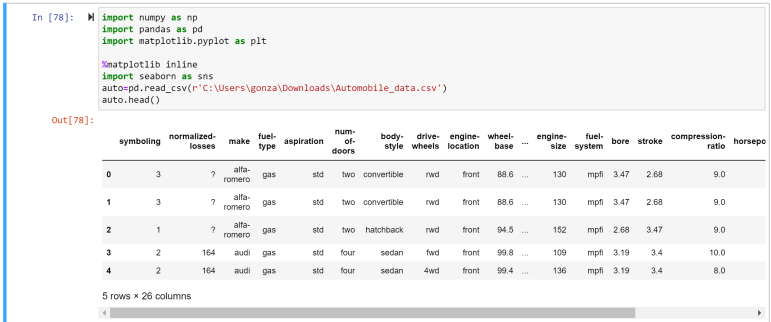 In [78]:
import numpy as np
import pandas as pd
import matplotlib.pyplot as plt
%matplotlib inline
import seaborn as sns
auto=pd.read_csv(r'C:\Users\gonza\Downloads\Automobile_data.csv')
auto.head()
Out[78]:
symboling normalized-losses make fuel-type aspiration num-of-doors body-style drive-wheels engine-location wheel-base ... engine-size fuel-system bore stroke compression-ratio horsepo
0 3 ? alfa-romero gas std two convertible rwd front 88.6 ... 130 mpfi 3.47 2.68 9.0
1 3 ? alfa-romero gas std two convertible rwd front 88.6 ... 130 mpfi 3.47 2.68 9.0
2 1 ? alfa-romero gas std two hatchback rwd front 94.5 ... 152 mpfi 2.68 3.47 9.0
3 2 164 audi gas std four sedan fwd front 99.8 ... 109 mpfi 3.19 3.4 10.0
4 2 164 audi gas std four sedan 4wd front 99.4 ... 136 mpfi 3.19 3.4 8.0
5 rows × 26 columns